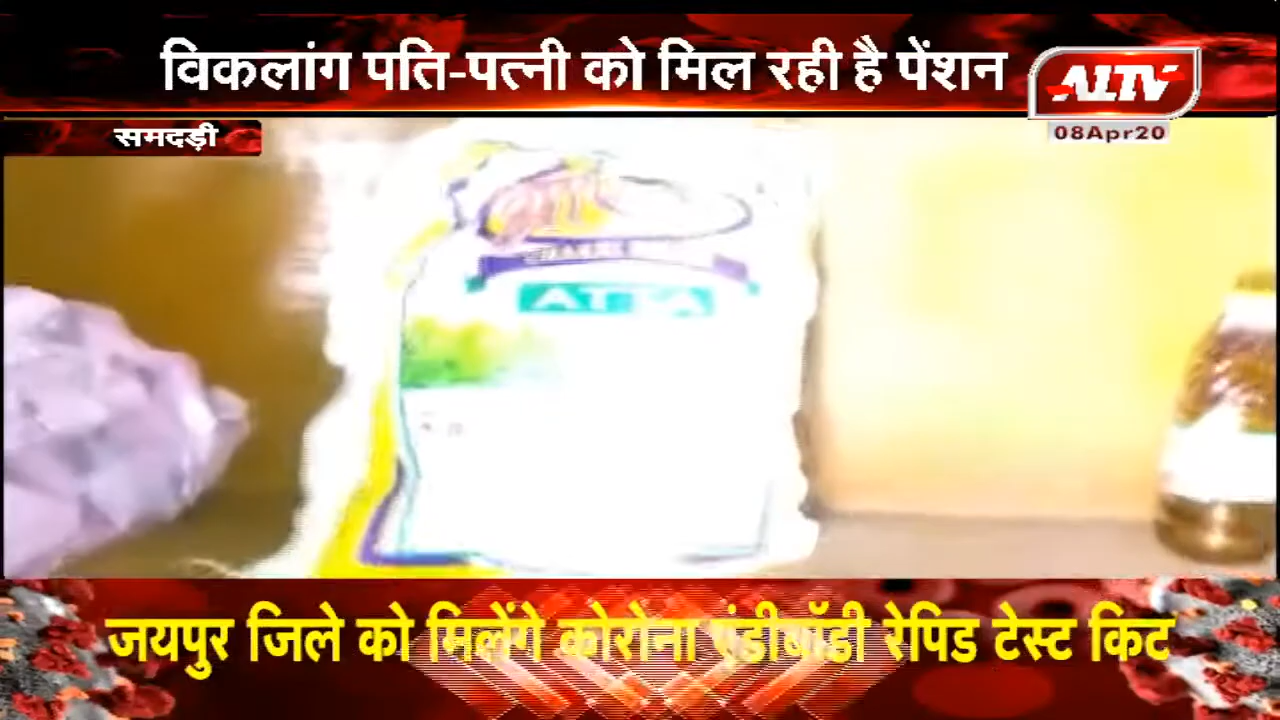 विकलांग पति-पत्नी को मिल रही है पेंशन
ALTV
08Apr20
समदड़ी
ATTA
जयपुर जिले को मिलेंगे कोरोना एंडीबॉडी रेपिड टेस्ट किट